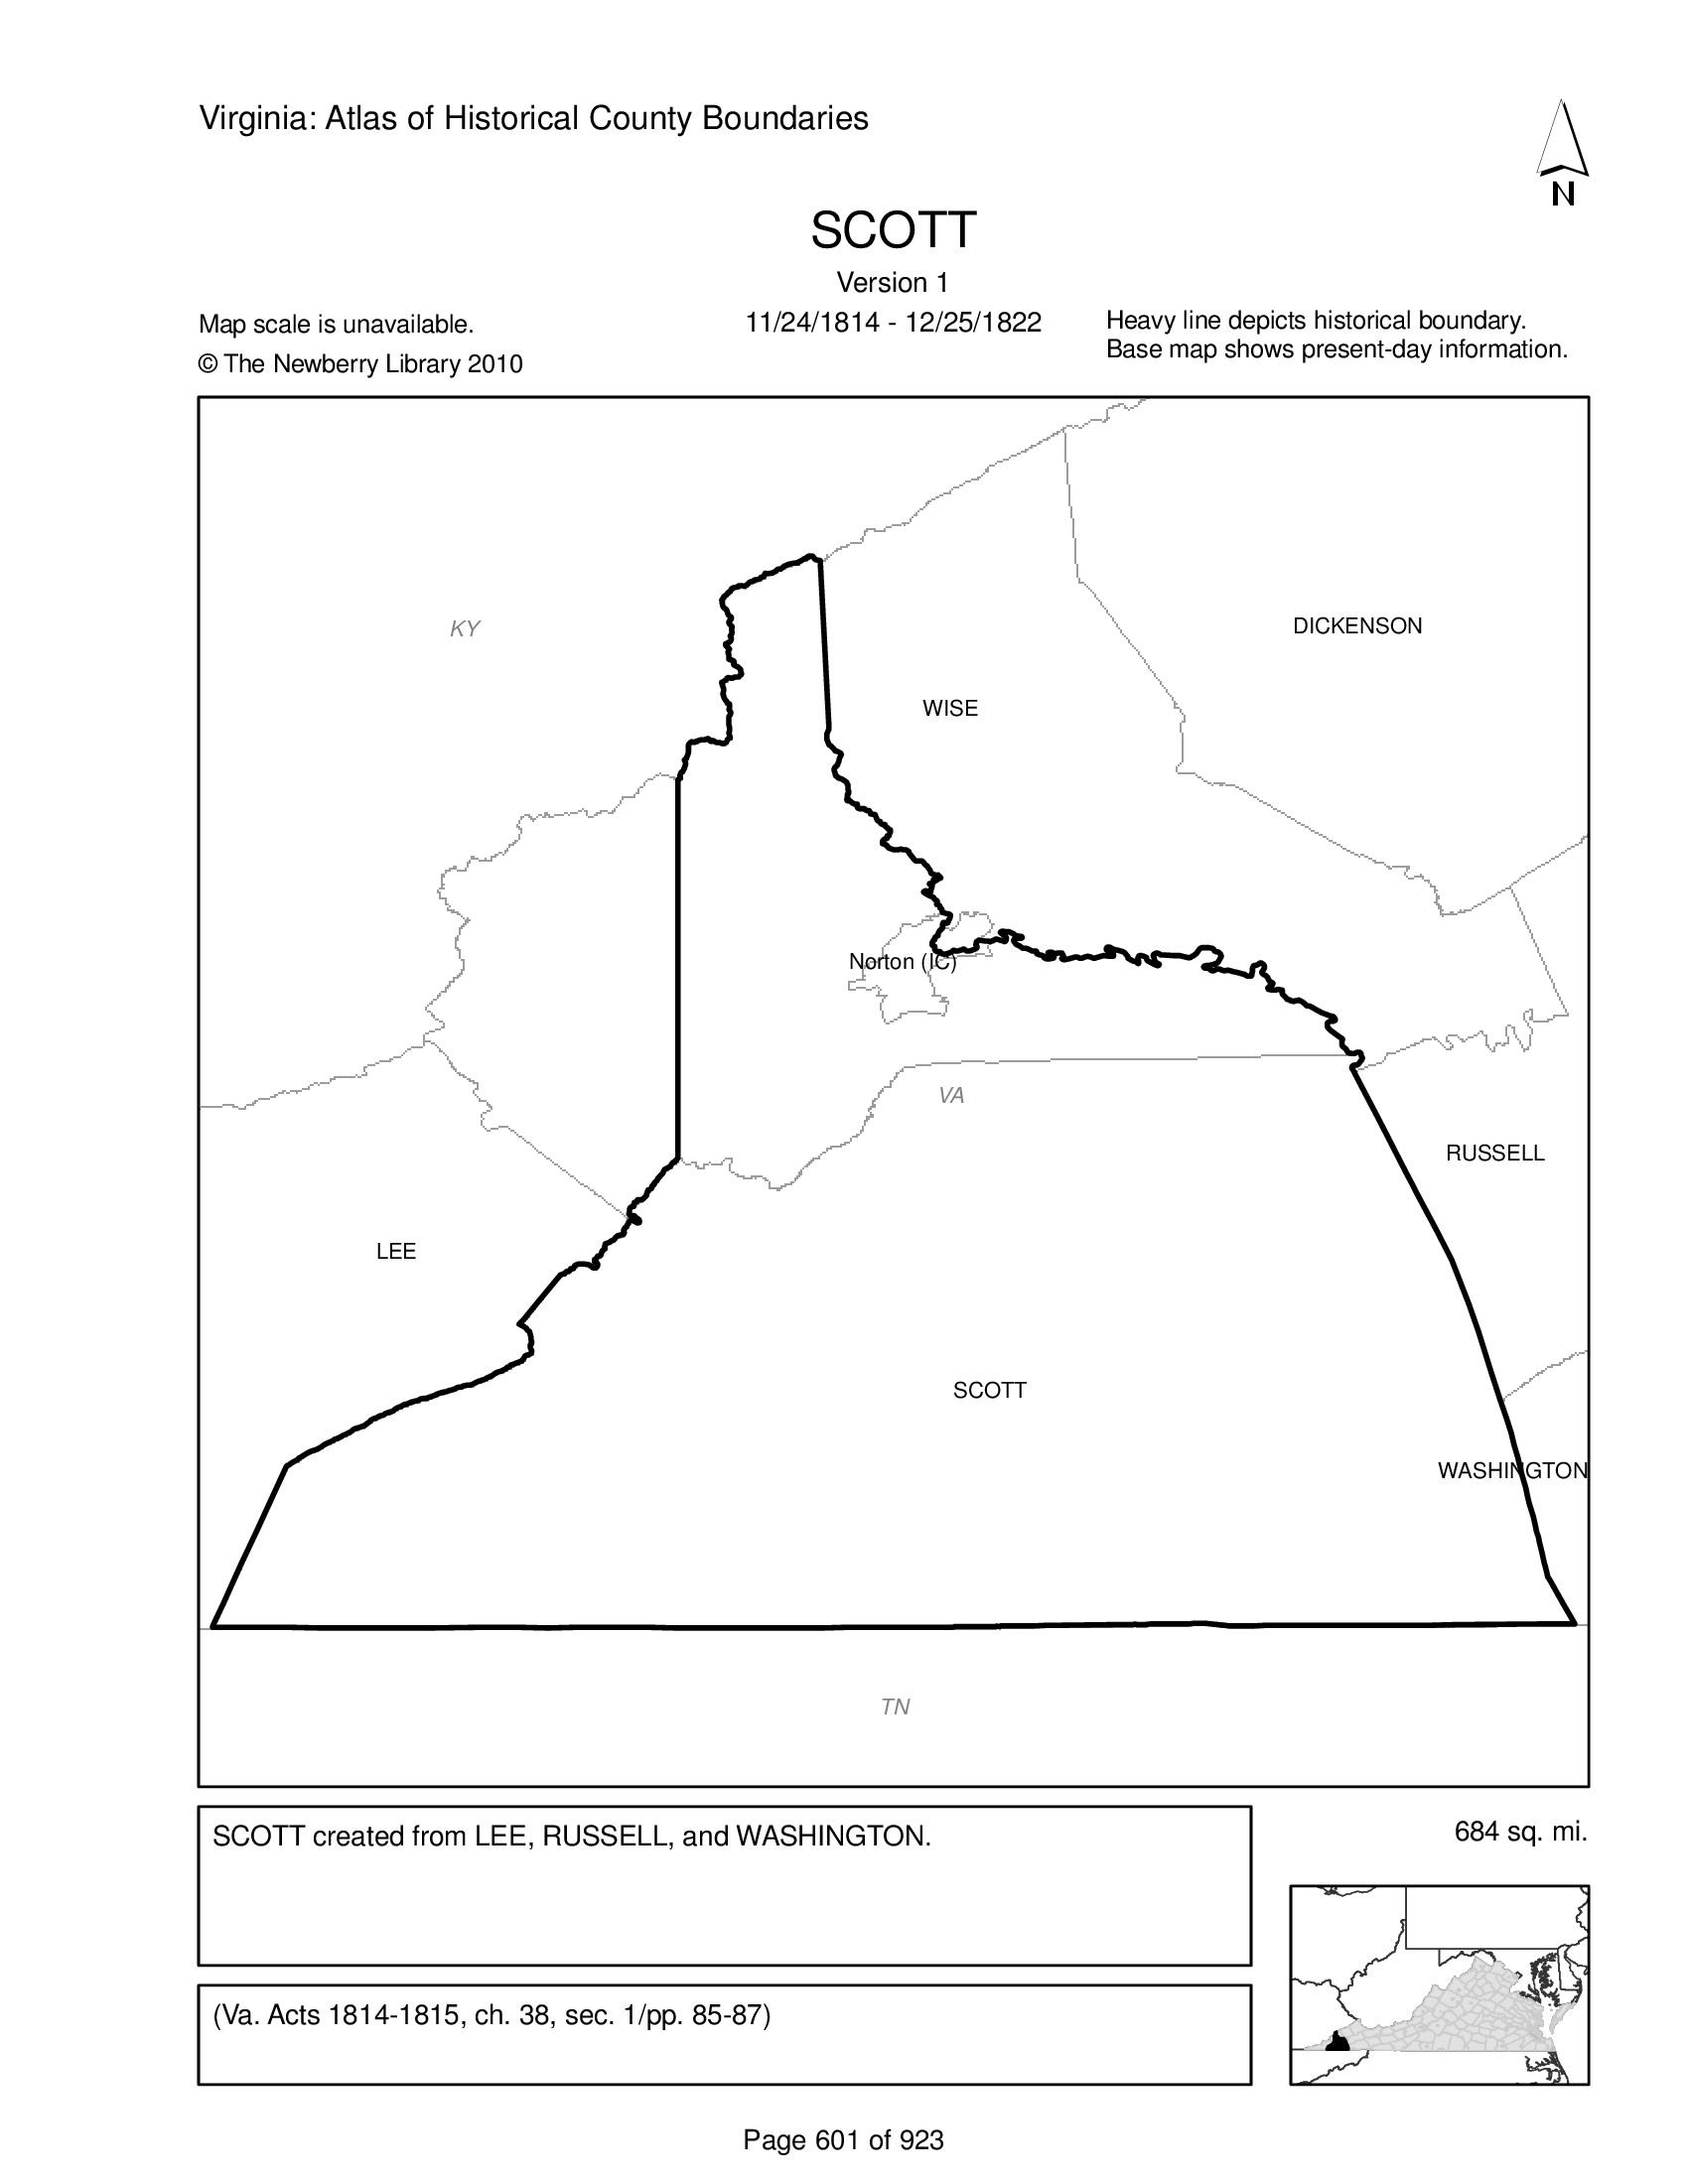 Virginia: Atlas of Historical County Boundaries
N
SCOTT
Version 1
11/24/1814 - 12/25/1822
Map scale is unavailable.
© The Newberry Library 2010
Heavy line depicts historical boundary.
Base map shows present-day information.
KY
DICKENSON
WISE
Norton (IC)
VA
RUSSELL
LEE
SCOTT
WASHINGTON
TN
SCOTT created from LEE, RUSSELL, and WASHINGTON.
684 sq. mi.
(Va. Acts 1814-1815, ch. 38, sec. 1/pp. 85-87)
Page 601 of 923